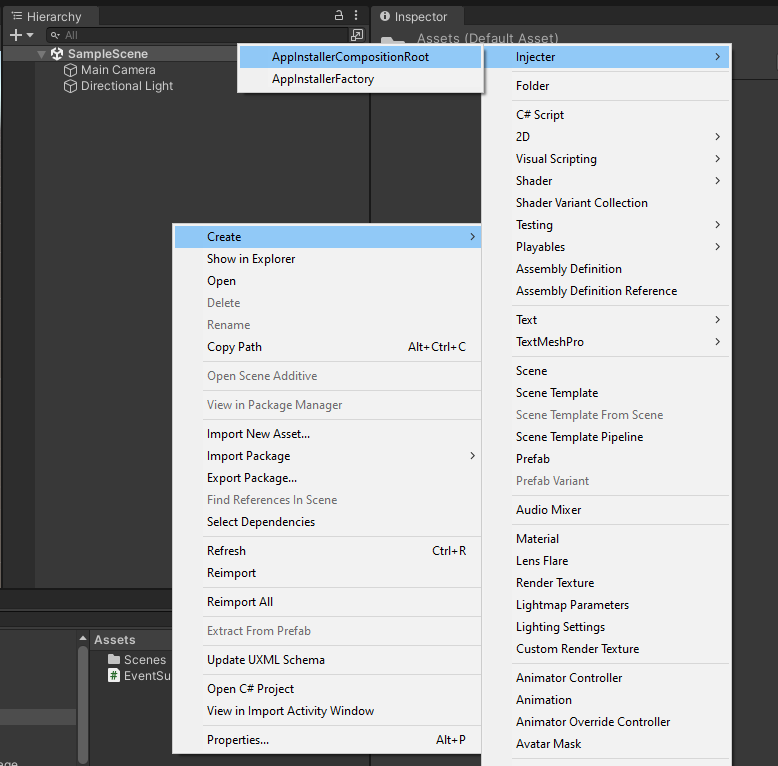 Hierarchy
All
SampleScene
Main Camera
Directional Light
Inspector
Assets (Default Asset)
AppInstallerCompositionRoot
AppInstallerFactory
Injecter
Folder
C# Script
2D
Visual Scripting
Shader
Shader Variant Collection
Testing
Playables
Assembly Definition
Assembly Definition Reference
Text
TextMeshPro
Scene
Scene Template
Scene Template From Scene
Scene Template Pipeline
Prefab
Prefab Variant
Audio Mixer
Material
Lens Flare
Render Texture
Lightmap Parameters
Lighting Settings
Custom Render Texture
Animator Controller
Animation
Animator Override Controller
Avatar Mask
Create
Show in Explorer
Open
Delete
Rename
Copy Path Alt+Ctrl+C
Open Scene Additive
View in Package Manager
Import New Asset...
Import Package
Export Package...
Find References In Scene
Select Dependencies
Refresh Ctrl+R
Reimport
Reimport All
Extract From Prefab
Update UXML Schema
Open C# Project
View in Import Activity Window
Properties... Alt+P
Assets
Scenes
EventSu